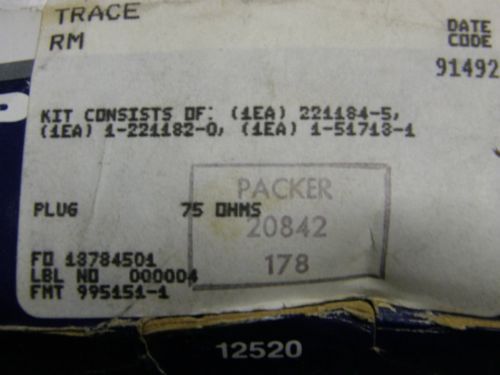 TRACE
RM
DATE
CODE
91492
KIT CONSISTS OF: (1EA) 221184-5,
(1EA) 1-221182-0, (1EA) 1-51713-1
PACKER
20842
178
PLUG 75 OHMS
FO 13784501
LBL NO 000004
FMT 995151-1
12520